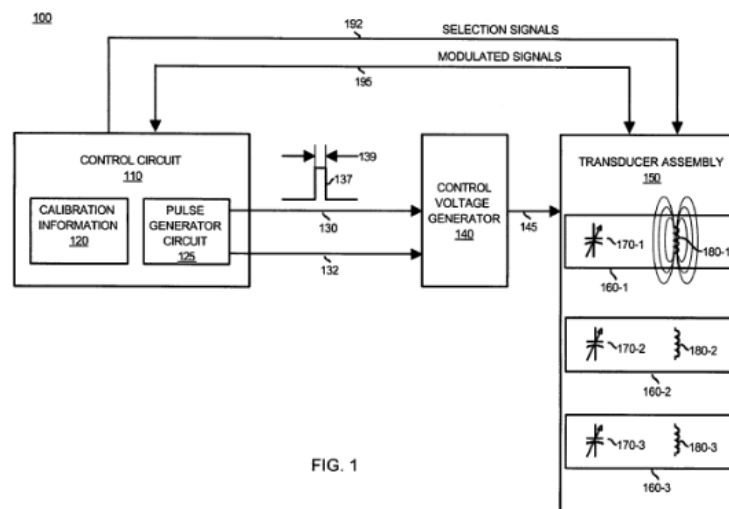 100
192
SELECTION SIGNALS
MODULATED SIGNALS
195
CONTROL CIRCUIT
110
CALIBRATION
INFORMATION
120
PULSE
GENERATOR
CIRCUIT
125
139
137
130
132
CONTROL
VOLTAGE
GENERATOR
140
145
TRANSDUCER ASSEMBLY
150
170-1
180-1
160-1
170-2
180-2
160-2
170-3
180-3
160-3
FIG. 1